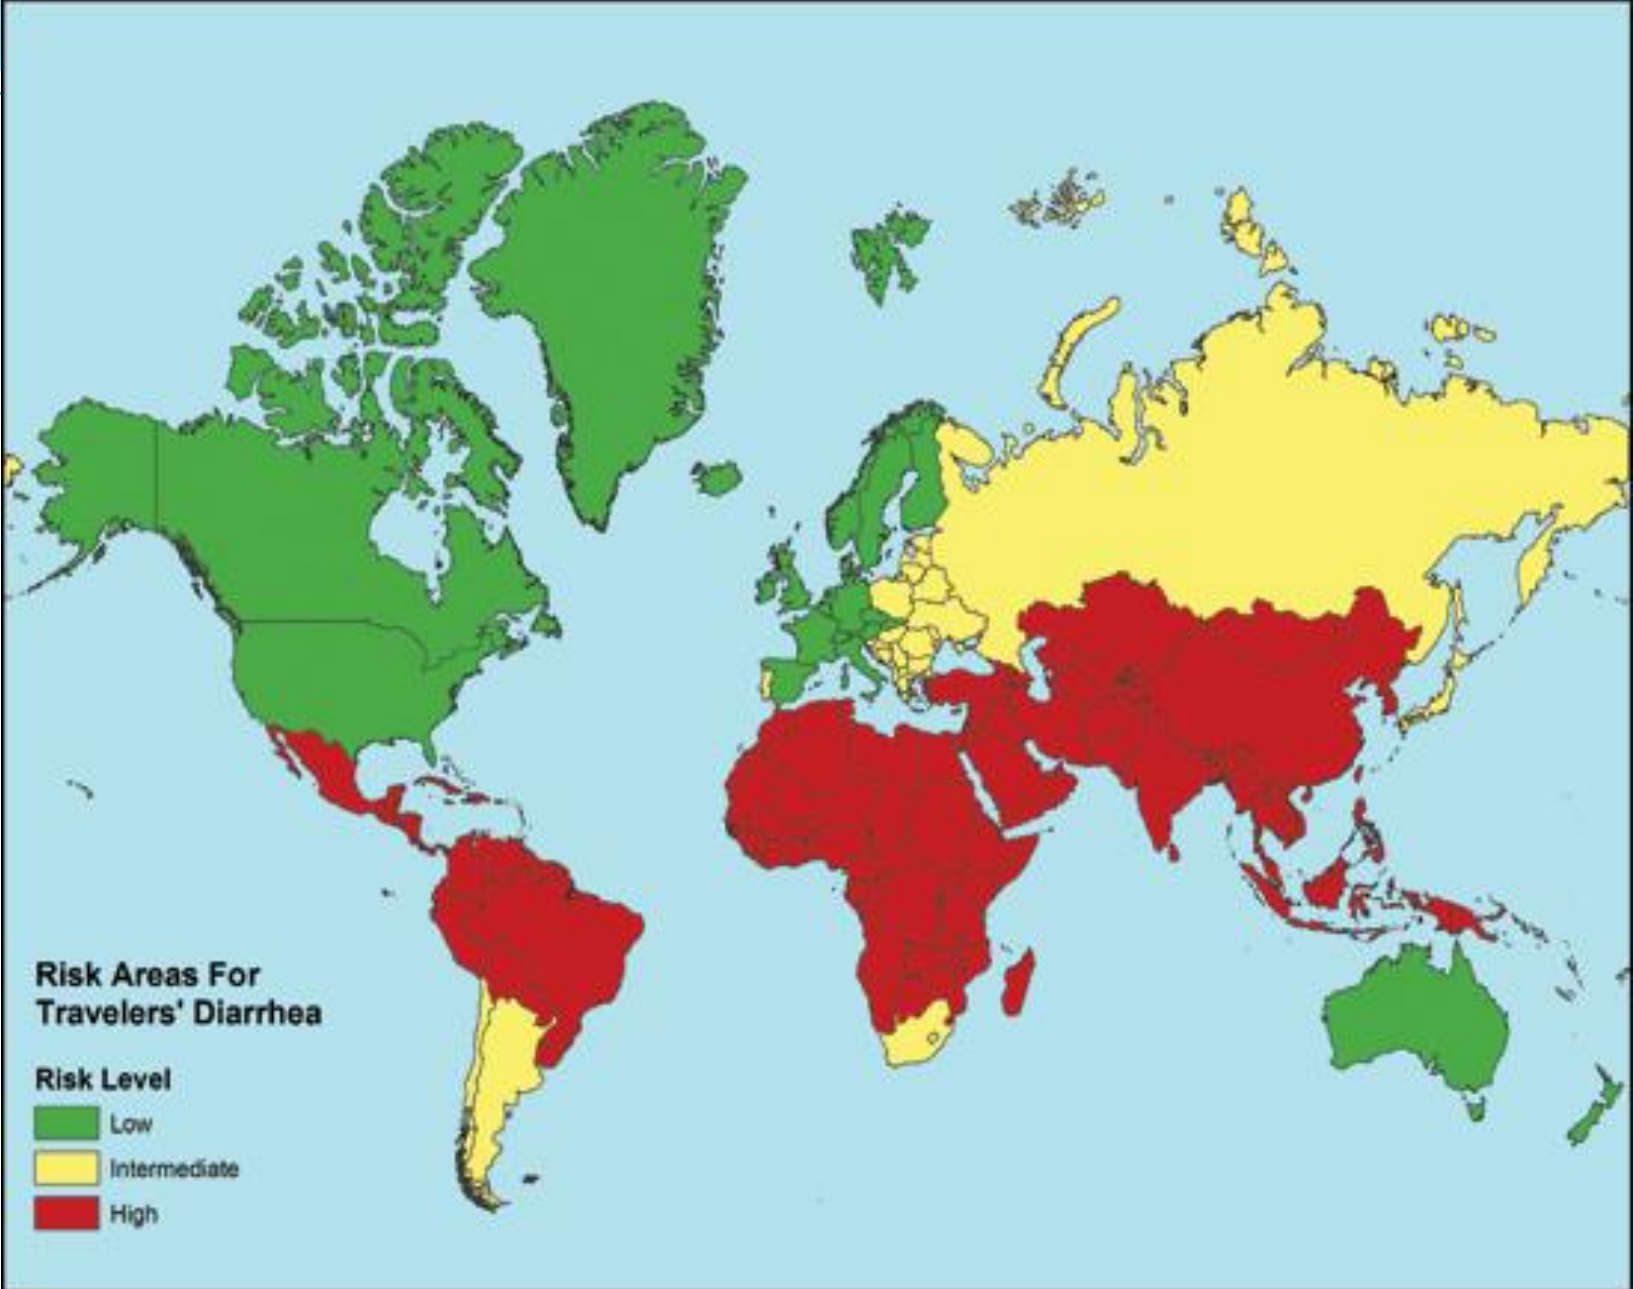 Risk Areas For
Travelers' Diarrhea
Risk Level
Low
Intermediate
High